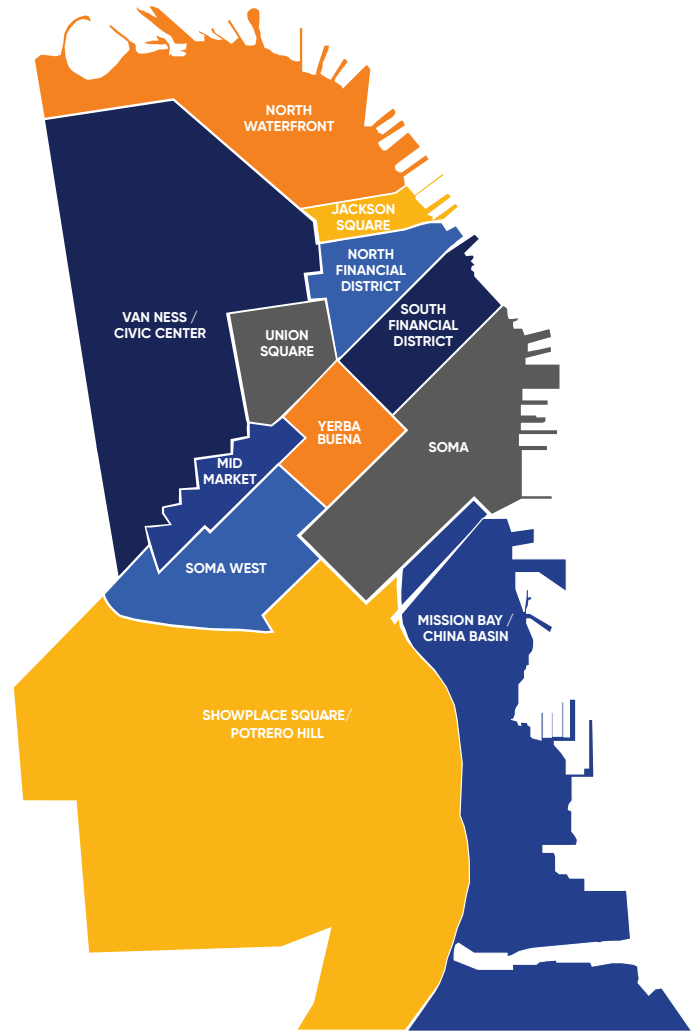 NORTH
WATERFRONT
JACKSON
SQUARE
NORTH
FINANCIAL
DISTRICT
SOUTH
FINANCIAL
DISTRICT
VAN NESS /
CIVIC CENTER
UNION
SQUARE
YERBA
BUENA
SOMA
MID
MARKET
SOMA WEST
MISSION BAY /
CHINA BASIN
SHOWPLACE SQUARE/
POTRERO HILL